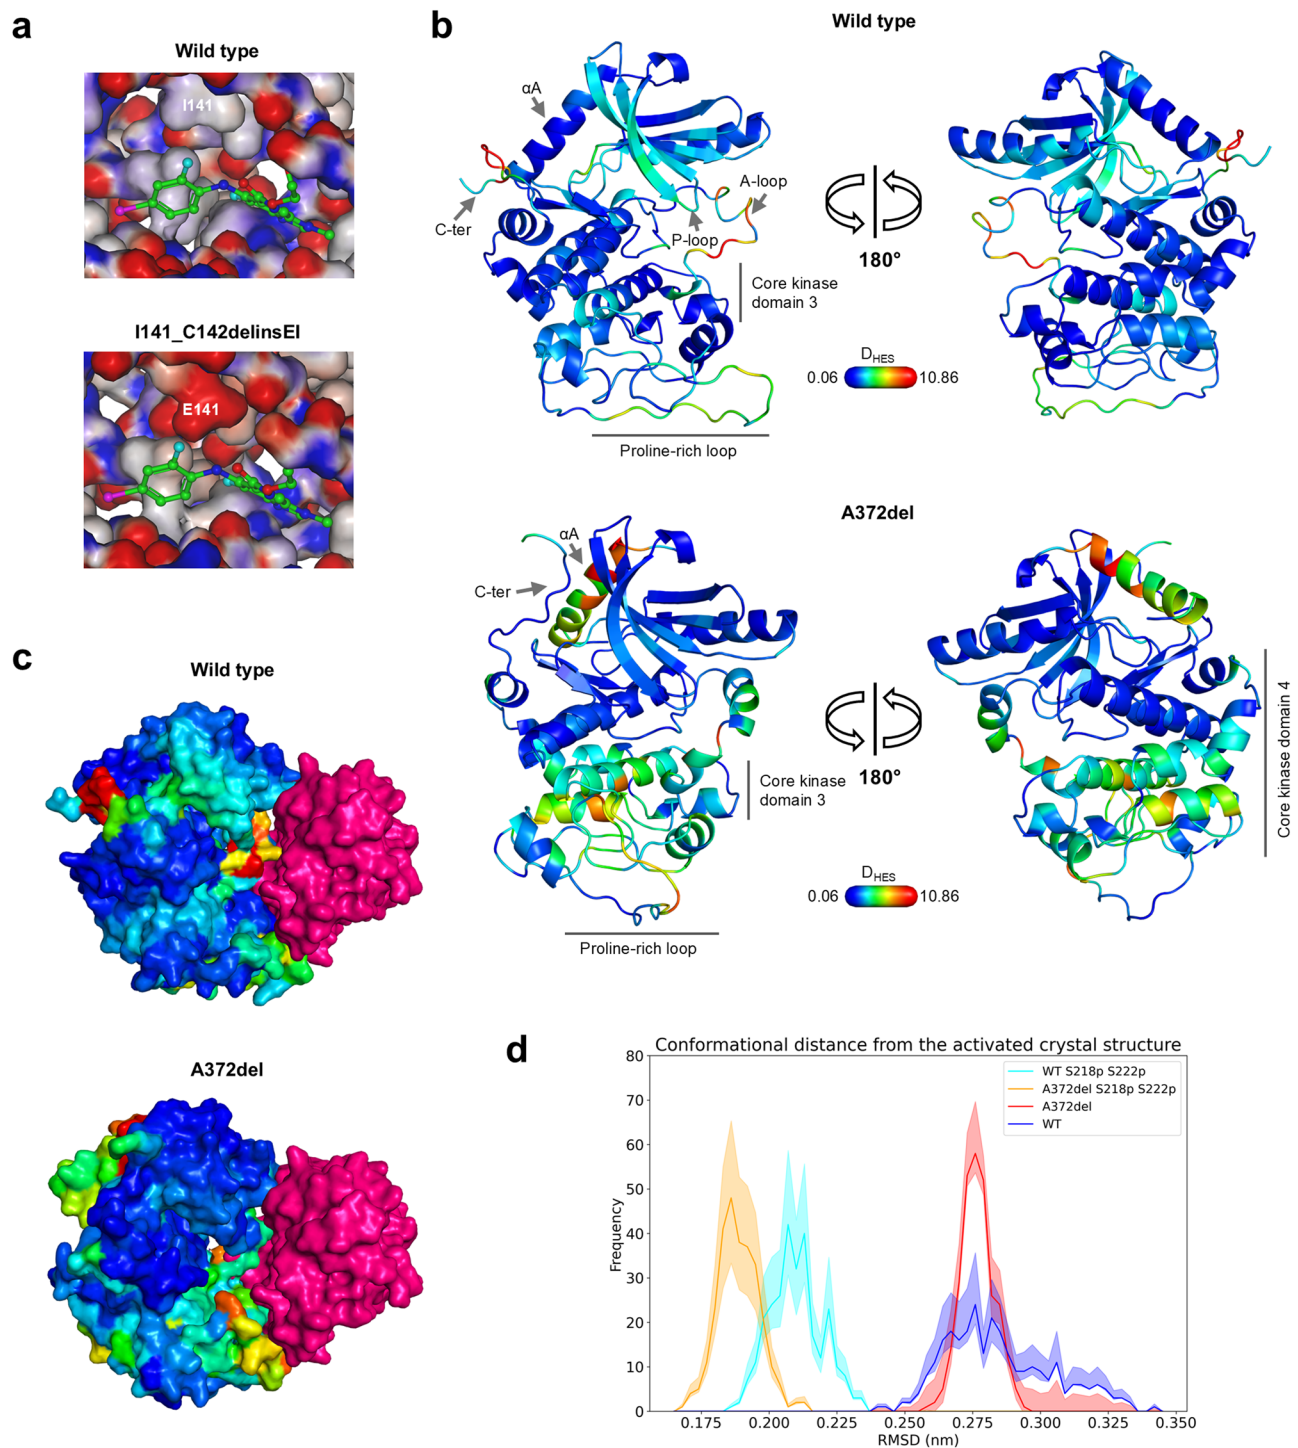 a
Wild type
I141
I141_C142delinsEI
E141
b
Wild type
αA
C-ter
A-loop
P-loop
Core kinase
domain 3
Proline-rich loop
180°
DHES
0.06
10.86
A372del
αA
C-ter
Core kinase
domain 3
Proline-rich loop
180°
Core kinase domain 4
DHES
0.06
10.86
c
Wild type
A372del
d
Conformational distance from the activated crystal structure
WT S218p S222p
A372del S218p S222p
A372del
WT
Frequency
80
70
60
50
40
30
20
10
0
0.175
0.200
0.225
0.250
0.275
0.300
0.325
0.350
RMSD (nm)